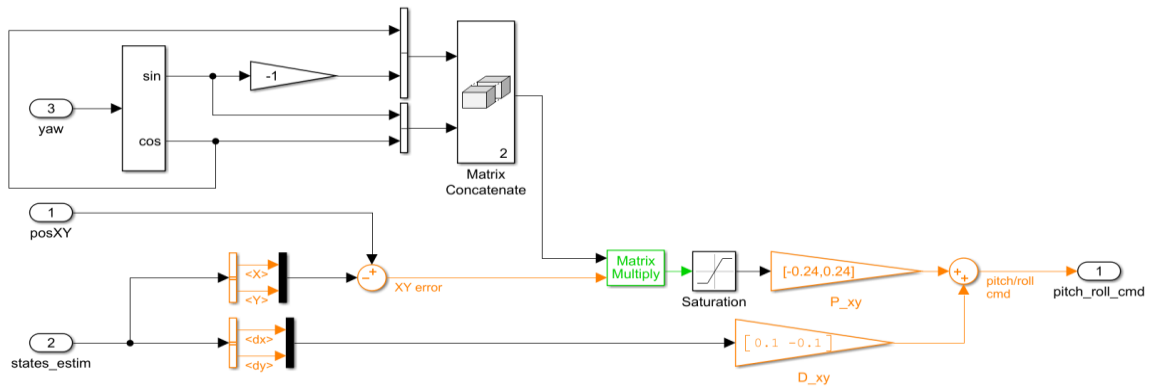 sin
-1
3
yaw
cos
2
Matrix
Concatenate
1
posXY
<X>
<Y>
- +
XY error
Matrix
Multiply
Saturation
[-0.24,0.24]
P_xy
+ +
pitch/roll
cmd
1
pitch_roll_cmd
2
states_estim
<dx>
<dy>
[ 0.1 -0.1]
D_xy